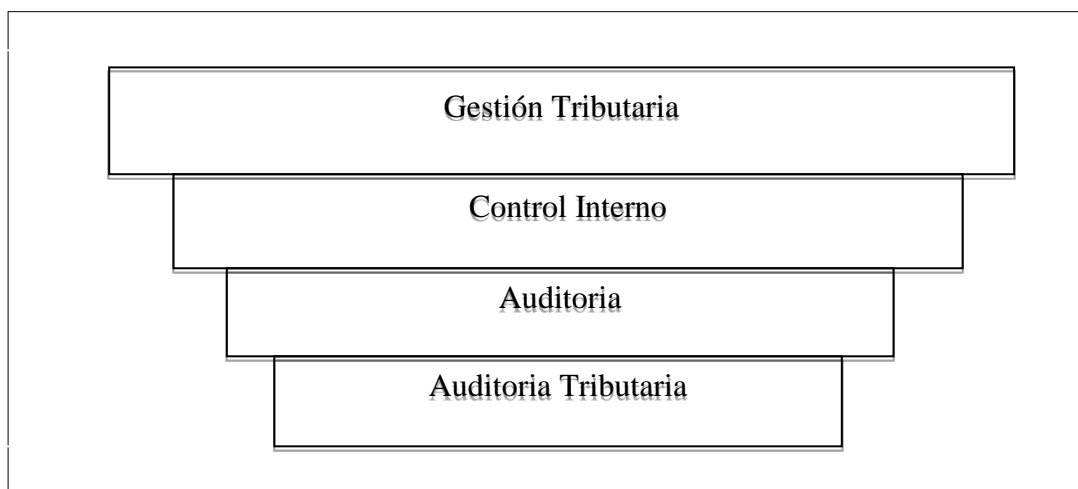 Gestión Tributaria
Control Interno
Auditoria
Auditoria Tributaria